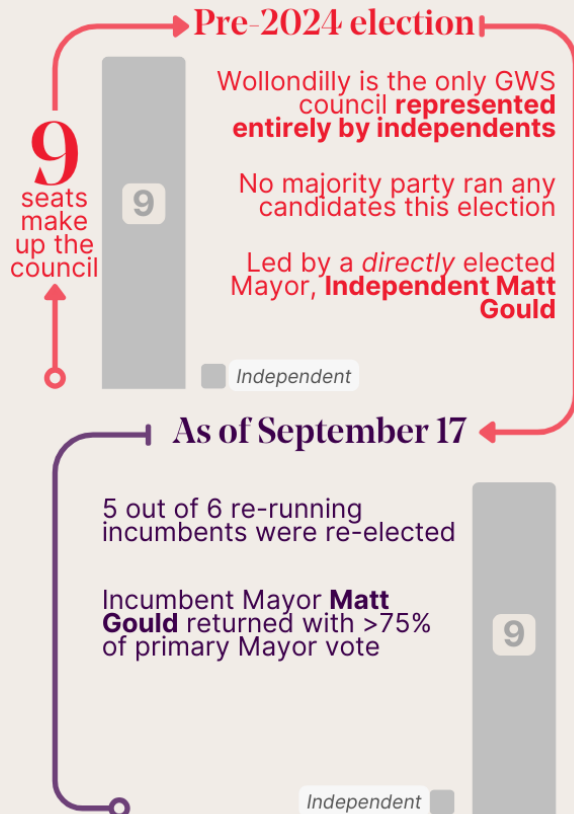 Pre-2024 election
Wollondilly is the only GWS
council represented
entirely by independents
9
seats
make
up the
council
9
No majority party ran any
candidates this election
Led by a directly elected
Mayor, Independent Matt
Gould
Independent
As of September 17
5 out of 6 re-running
incumbents were re-elected
Incumbent Mayor Matt
Gould returned with >75%
of primary Mayor vote
9
Independent